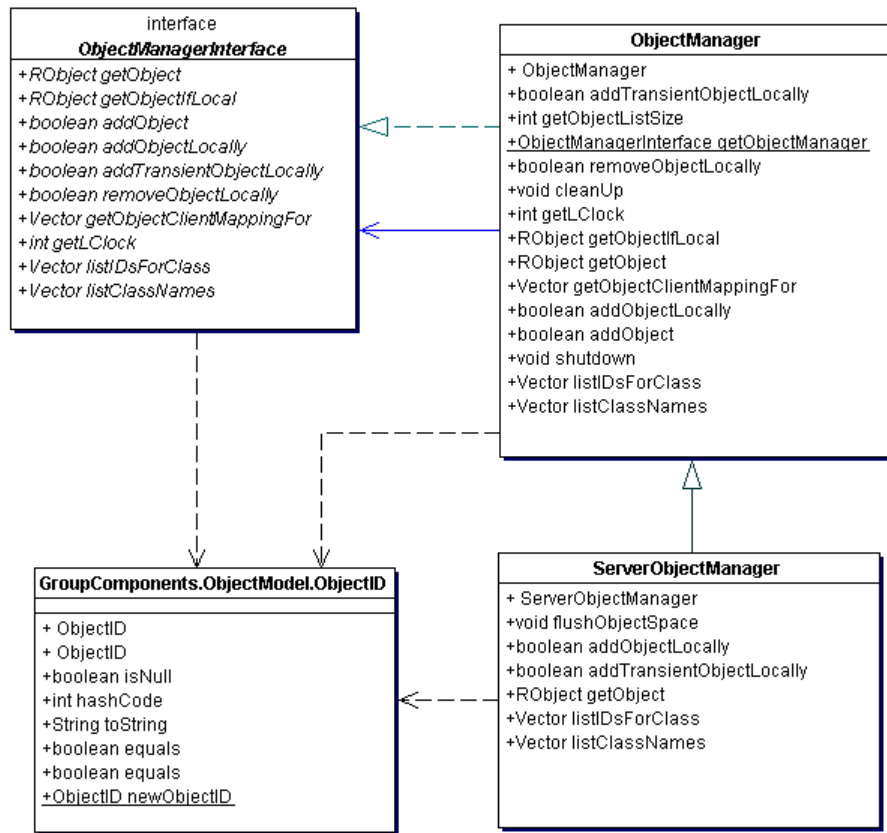 interface
ObjectManagerInterface
+RObject getObject
+RObject getObjectIfLocal
+boolean addObject
+boolean addObjectLocally
+boolean addTransientObjectLocally
+boolean removeObjectLocally
+Vector getObjectClientMappingFor
+int getLClock
+Vector listIDsForClass
+Vector listClassNames
ObjectManager
+ ObjectManager
+boolean addTransientObjectLocally
+int getObjectListSize
+ObjectManagerInterface getObjectManager
+boolean removeObjectLocally
+void cleanUp
+int getLClock
+RObject getObjectIfLocal
+RObject getObject
+Vector getObjectClientMappingFor
+boolean addObjectLocally
+boolean addObject
+void shutdown
+Vector listIDsForClass
+Vector listClassNames
GroupComponents.ObjectModel.ObjectID
+ ObjectID
+ ObjectID
+boolean isNull
+int hashCode
+String toString
+boolean equals
+boolean equals
+ObjectID newObjectID
ServerObjectManager
+ ServerObjectManager
+void flushObjectSpace
+boolean addObjectLocally
+boolean addTransientObjectLocally
+RObject getObject
+Vector listIDsForClass
+Vector listClassNames